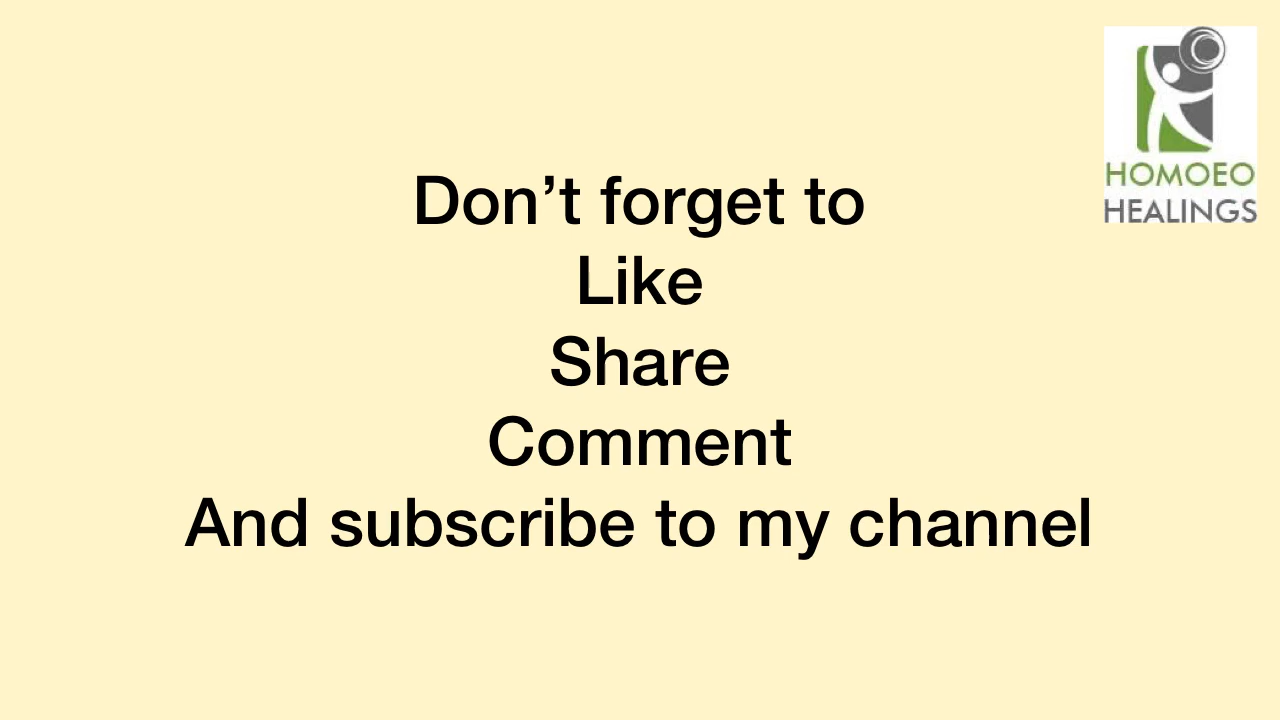 Don’t forget to
Like
Share
Comment
And subscribe to my channel
HOMOEO
HEALINGS